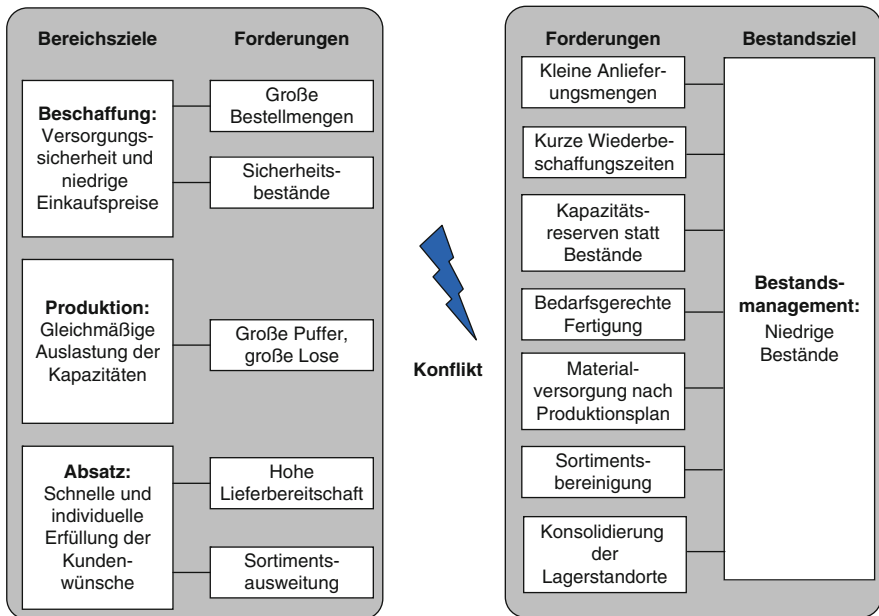 Bereichsziele
Forderungen
Beschaffung:
Versorgungs-
sicherheit und
niedrige
Einkaufspreise
Große
Bestellmengen
Sicherheits-
bestände
Produktion:
Gleichmäßige
Auslastung der
Kapazitäten
Große Puffer,
große Lose
Absatz:
Schnelle und
individuelle
Erfüllung der
Kunden-
wünsche
Hohe
Lieferbereitschaft
Sortiments-
ausweitung
Konflikt
Forderungen
Bestandsziel
Kleine Anliefer-
ungsmengen
Kurze Wiederbe-
schaffungszeiten
Kapazitäts-
reserven statt
Bestände
Bedarfsgerechte
Fertigung
Material-
versorgung nach
Produktionsplan
Sortiments-
bereinigung
Konsolidierung
der
Lagerstandorte
Bestands-
management:
Niedrige
Bestände